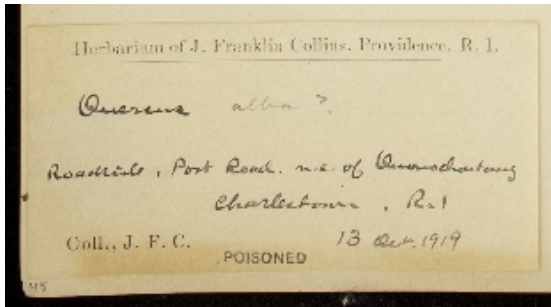 Herbarium of J. Franklin Collins, Providence, R. I.
Quercus alba ?
Roadside, Post Road. n.e. of Quonochontaug
Charlestown, R.I
Coll., J. F. C. 13 Oct. 1919
POISONED